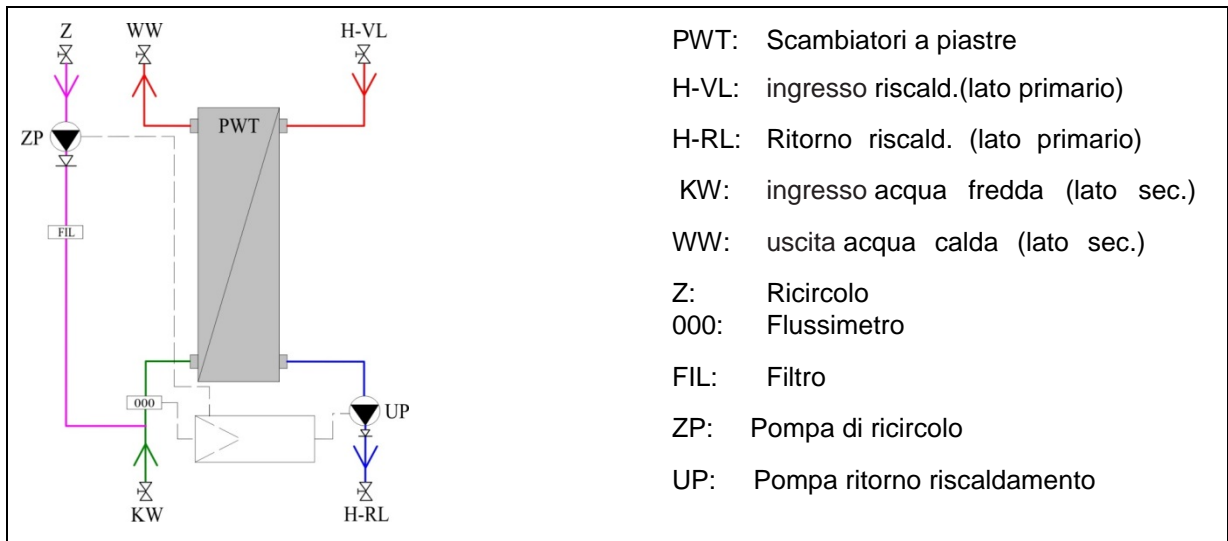 Z WW H-VL
ZP
PWT
FIL
000
UP
KW H-RL
PWT: Scambiatori a piastre
H-VL: ingresso riscald.(lato primario)
H-RL: Ritorno riscald. (lato primario)
KW: ingresso acqua fredda (lato sec.)
WW: uscita acqua calda (lato sec.)
Z: Ricircolo
000: Flussimetro
FIL: Filtro
ZP: Pompa di ricircolo
UP: Pompa ritorno riscaldamento